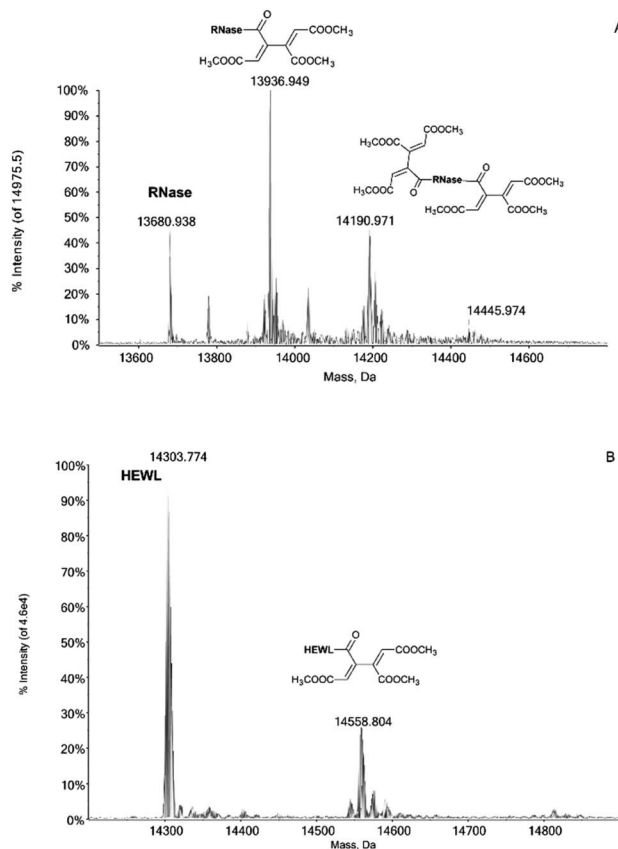 A
RNase
O
COOCH₃
H₃COOC
COOCH₃
13936.949
COOCH₃
H₃COOC
O
COOCH₃
H₃COOC
RNase
O
H₃COOC
COOCH₃
RNase
13680.938
14190.971
14445.974
% Intensity (of 14975.5)
100%
90%
80%
70%
60%
50%
40%
30%
20%
10%
0%
13600 13800 14000 14200 14400 14600
Mass, Da
B
14303.774
HEWL
HEWL
O
COOCH₃
H₃COOC
COOCH₃
14558.804
% Intensity (of 4.6e4)
100%
90%
80%
70%
60%
50%
40%
30%
20%
10%
0%
14300 14400 14500 14600 14700 14800
Mass, Da